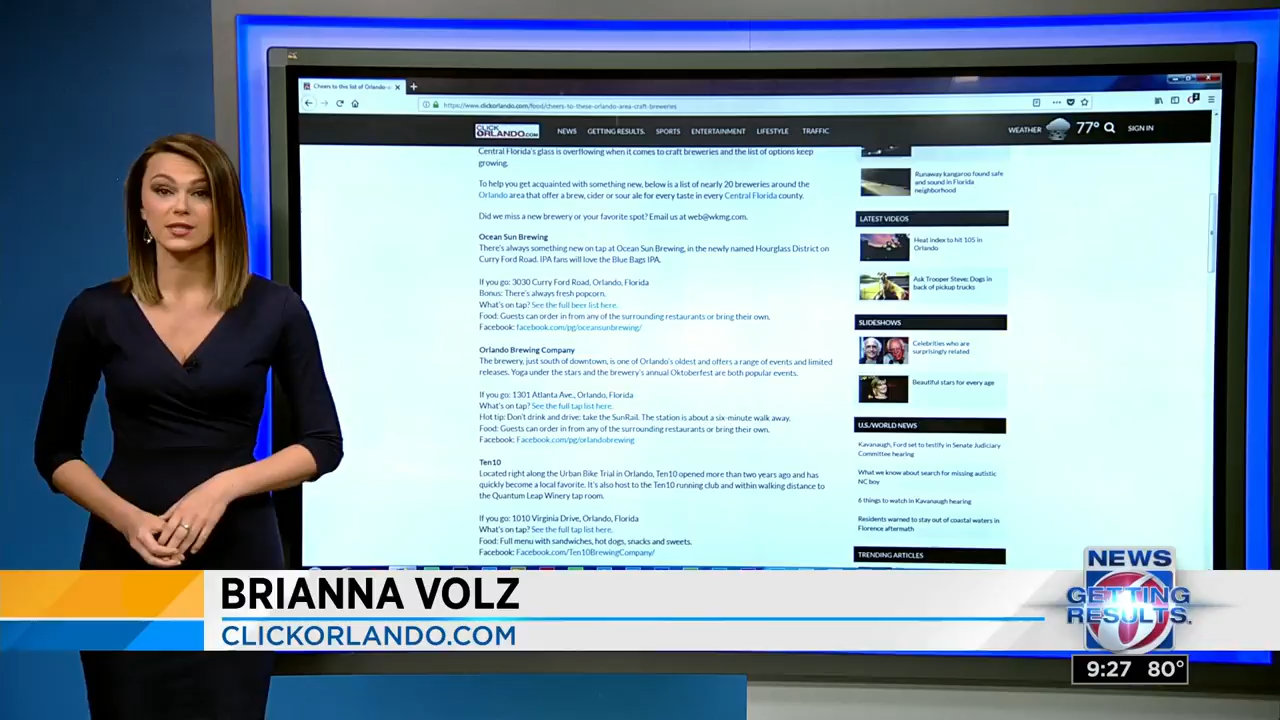 Cheers to this list of Orlando-a
https://www.clickorlando.com/food/cheers-to-these-orlando-area-craft-breweries
CLICK
ORLANDO.COM
NEWS GETTING RESULTS. SPORTS ENTERTAINMENT LIFESTYLE TRAFFIC
WEATHER 77° SIGN IN
Central Florida's glass is overflowing when it comes to craft breweries and the list of options keep
growing.
To help you get acquainted with something new, below is a list of nearly 20 breweries around the
Orlando area that offer a brew, cider or sour ale for every taste in every Central Florida county.
Did we miss a new brewery or your favorite spot? Email us at web@wkmg.com.
Ocean Sun Brewing
There's always something new on tap at Ocean Sun Brewing, in the newly named Hourglass District on
Curry Ford Road. IPA fans will love the Blue Bags IPA.
If you go: 3030 Curry Ford Road, Orlando, Florida
Bonus: There's always fresh popcorn.
What's on tap? See the full beer list here.
Food: Guests can order in from any of the surrounding restaurants or bring their own.
Facebook: facebook.com/pg/oceansunbrewing/
Orlando Brewing Company
The brewery, just south of downtown, is one of Orlando's oldest and offers a range of events and limited
releases. Yoga under the stars and the brewery's annual Oktoberfest are both popular events.
If you go: 1301 Atlanta Ave., Orlando, Florida
What's on tap? See the full tap list here.
Hot tip: Don't drink and drive; take the SunRail. The station is about a six-minute walk away.
Food: Guests can order in from any of the surrounding restaurants or bring their own.
Facebook: Facebook.com/pg/orlandobrewing
Ten10
Located right along the Urban Bike Trial in Orlando, Ten10 opened more than two years ago and has
quickly become a local favorite. It's also host to the Ten10 running club and within walking distance to
the Quantum Leap Winery tap room.
If you go: 1010 Virginia Drive, Orlando, Florida
What's on tap? See the full tap list here.
Food: Full menu with sandwiches, hot dogs, snacks and sweets.
Facebook: Facebook.com/Ten10BrewingCompany/
Runaway kangaroo found safe
and sound in Florida
neighborhood
LATEST VIDEOS
Heat index to hit 105 in
Orlando
Ask Trooper Steve: Dogs in
back of pickup trucks
SLIDESHOWS
Celebrities who are
surprisingly related
Beautiful stars for every age
U.S./WORLD NEWS
Kavanaugh, Ford set to testify in Senate Judiciary
Committee hearing
What we know about search for missing autistic
NC boy
6 things to watch in Kavanaugh hearing
Residents warned to stay out of coastal waters in
Florence aftermath
TRENDING ARTICLES
BRIANNA VOLZ
CLICKORLANDO.COM
NEWS
6
GETTING
RESULTS.
9:27 80°